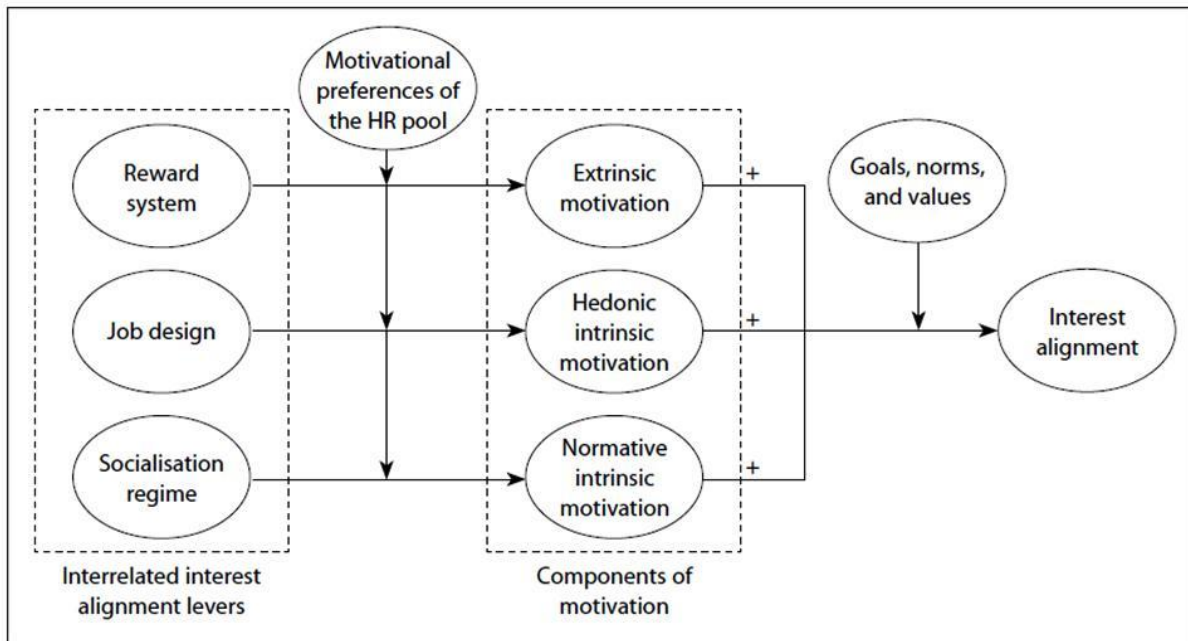 Motivational
preferences of
the HR pool
Reward
system
Extrinsic
motivation
+
Goals, norms,
and values
Job design
Hedonic
intrinsic
motivation
+
Interest
alignment
Socialisation
regime
Normative
intrinsic
motivation
+
Interrelated interest
alignment levers
Components of
motivation